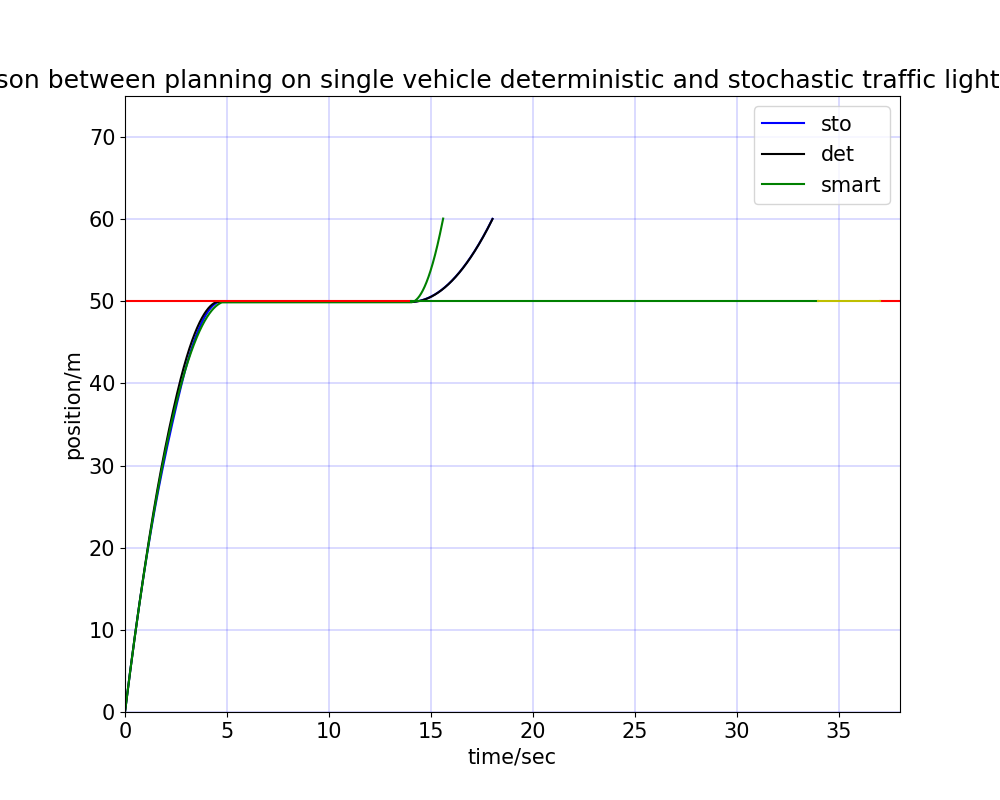 son between planning on single vehicle deterministic and stochastic traffic light
70
60
50
40
30
20
10
0
position/m
sto
det
smart
0 5 10 15 20 25 30 35
time/sec